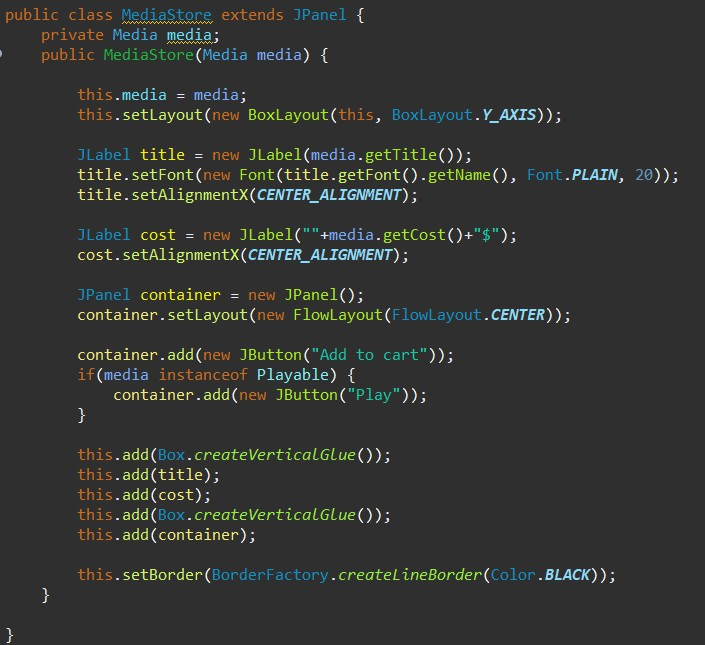 public class MediaStore extends JPanel {
    private Media media;
    public MediaStore(Media media) {

        this.media = media;
        this.setLayout(new BoxLayout(this, BoxLayout.Y_AXIS));

        JLabel title = new JLabel(media.getTitle());
        title.setFont(new Font(title.getFont().getName(), Font.PLAIN, 20));
        title.setAlignmentX(CENTER_ALIGNMENT);

        JLabel cost = new JLabel(""+media.getCost()+"$");
        cost.setAlignmentX(CENTER_ALIGNMENT);

        JPanel container = new JPanel();
        container.setLayout(new FlowLayout(FlowLayout.CENTER));

        container.add(new JButton("Add to cart"));
        if(media instanceof Playable) {
            container.add(new JButton("Play"));
        }

        this.add(Box.createVerticalGlue());
        this.add(title);
        this.add(cost);
        this.add(Box.createVerticalGlue());
        this.add(container);

        this.setBorder(BorderFactory.createLineBorder(Color.BLACK));
    }

}